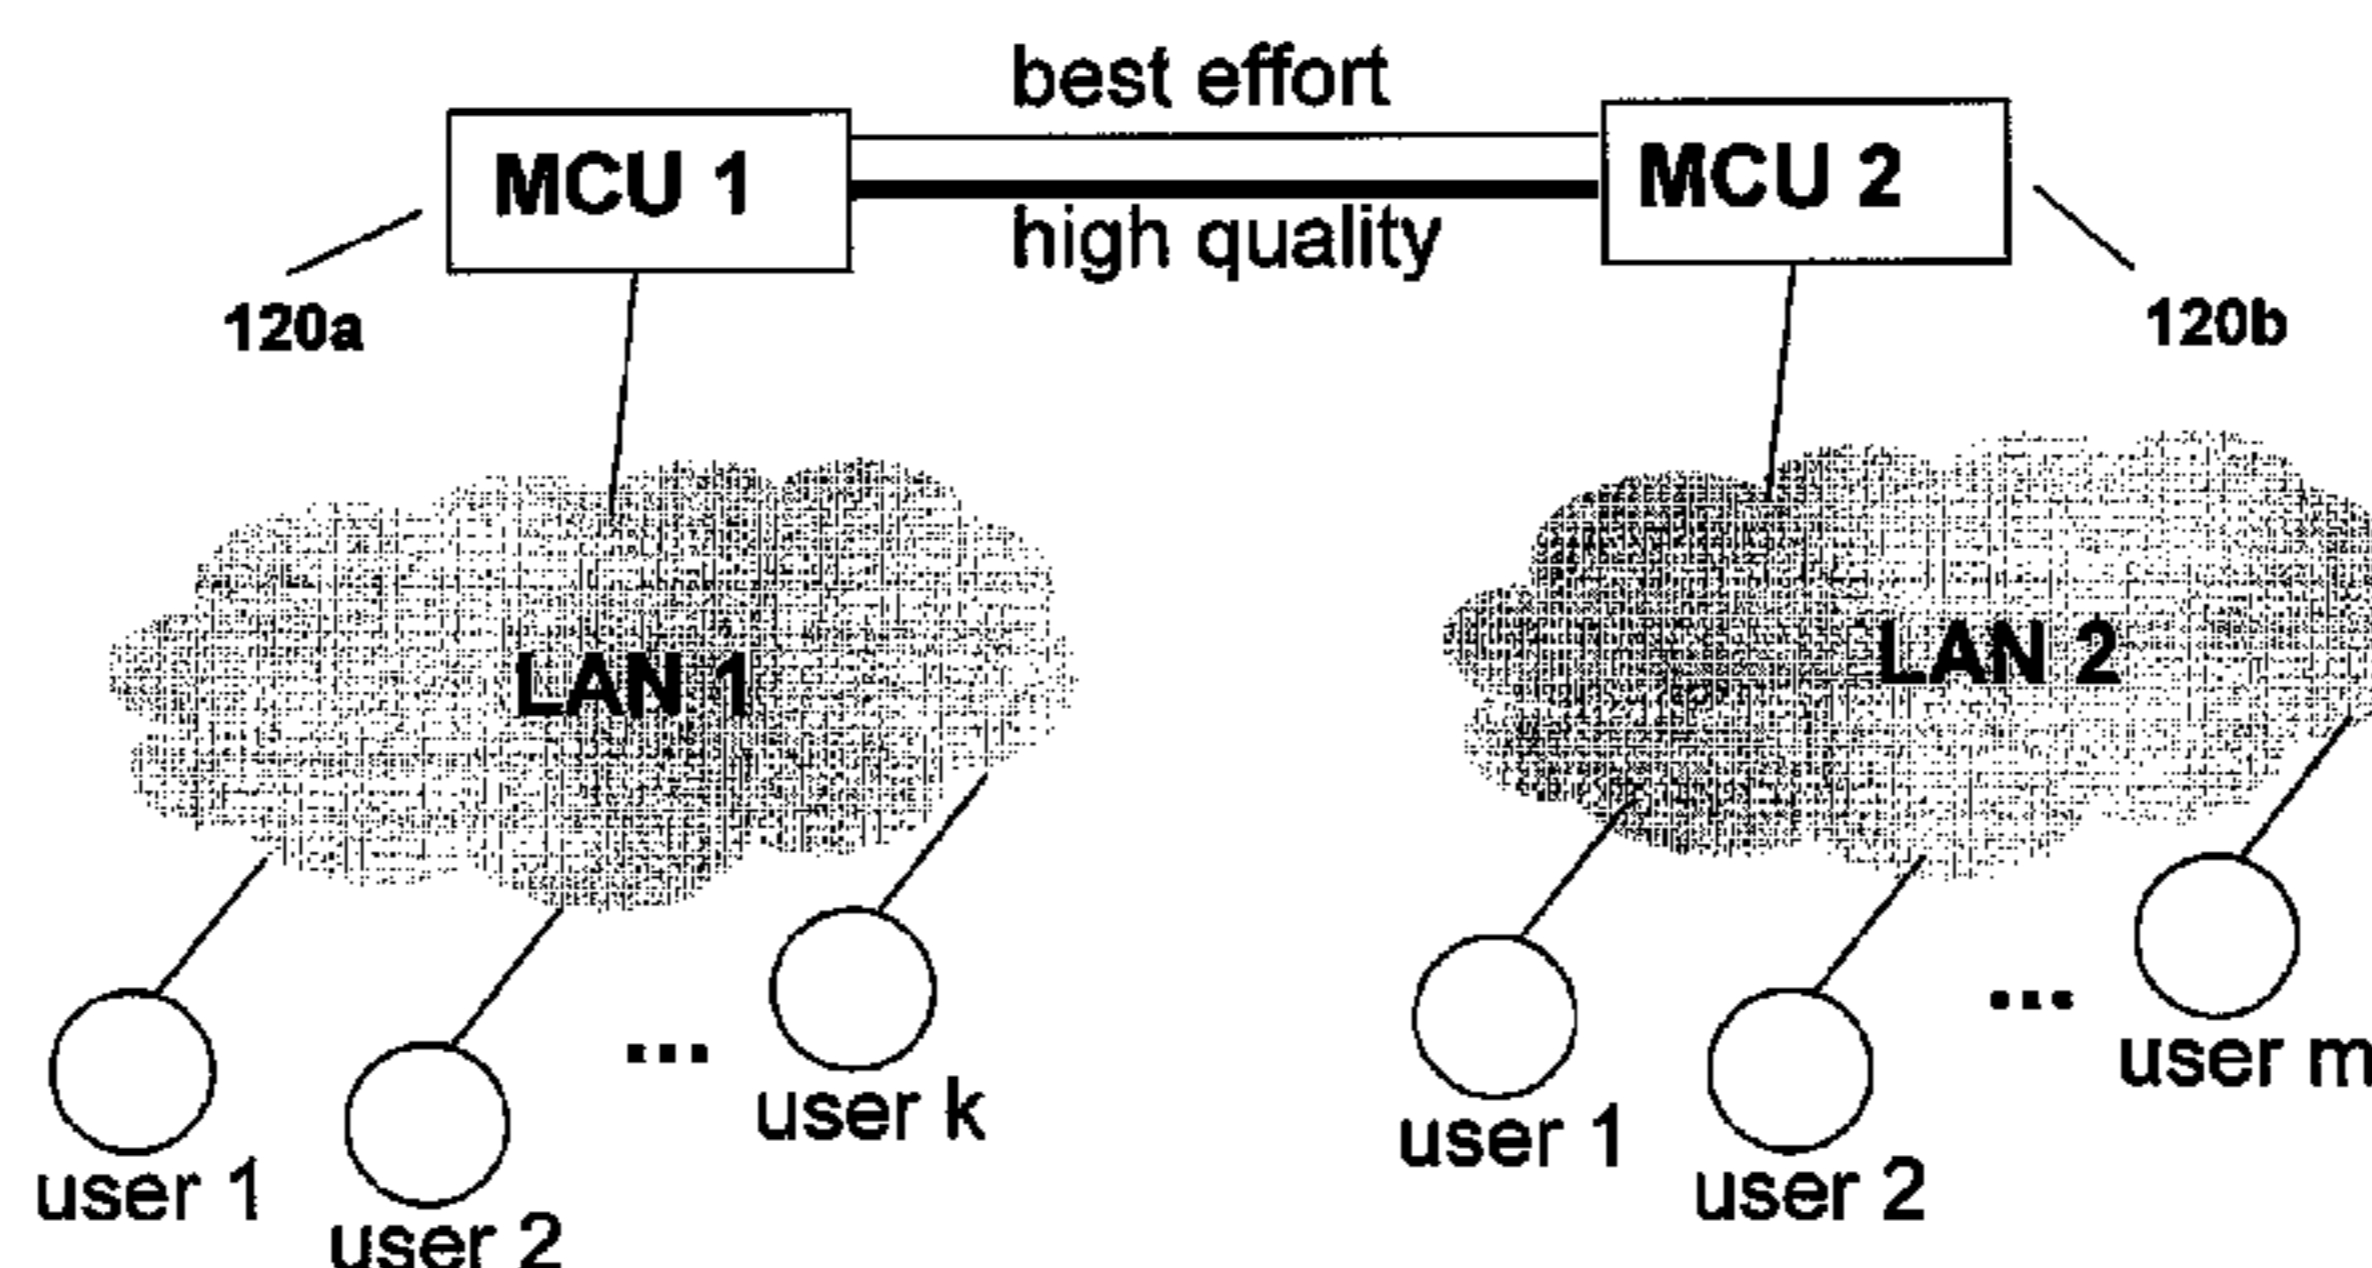 best effort
MCU 1
MCU 2
high quality
120a
120b
LAN 1
LAN 2
user 1
user 2
...
user k
user 1
user 2
...
user m